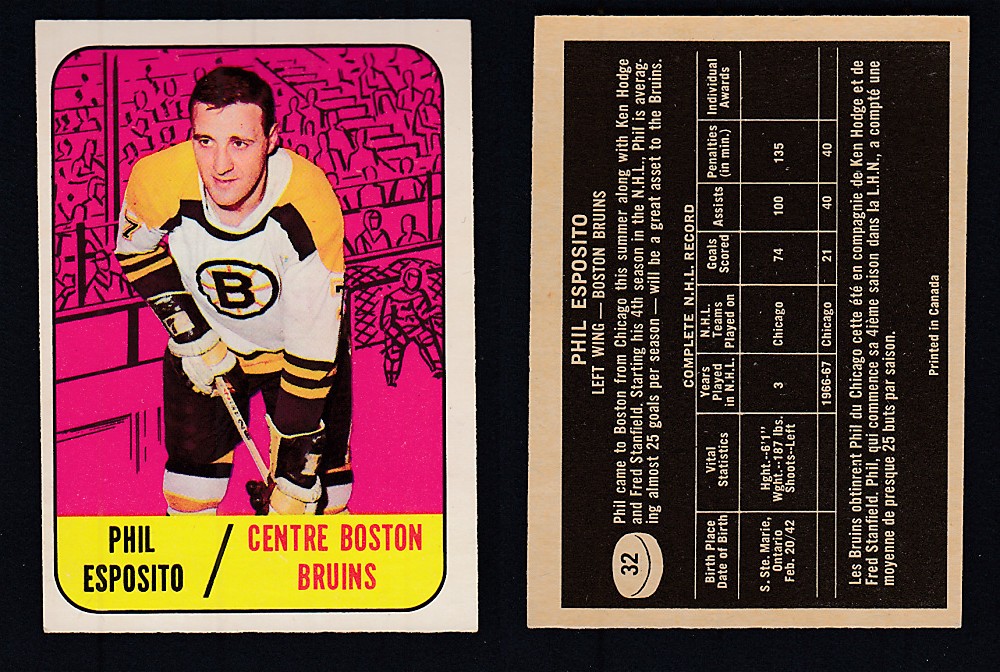 7
B
7
PHIL
ESPOSITO
CENTRE BOSTON
BRUINS
32
PHIL ESPOSITO
LEFT WING — BOSTON BRUINS
Phil came to Boston from Chicago this summer along with Ken Hodge
and Fred Stanfield. Starting his 4th season in the N.H.L., Phil is averag-
ing almost 25 goals per season — will be a great asset to the Bruins.
COMPLETE N.H.L. RECORD
Birth Place
Date of Birth
Vital
Statistics
Years
Played
in N.H.L.
N.H.L.
Teams
Played on
Goals
Scored
Assists
Penalties
(in min.)
Individual
Awards
S. Ste. Marie,
Ontario
Feb. 20/42
Hght.--6'1"
Wght.--187 lbs.
Shoots--Left
3
Chicago
74
100
135
1966-67
Chicago
21
40
40
Les Bruins obtinrent Phil du Chicago cette été en compagnie de Ken Hodge et de
Fred Stanfield. Phil, qui commence sa 4ième saison dans la L.H.N., a compté une
moyenne de presque 25 buts par saison.
Printed in Canada